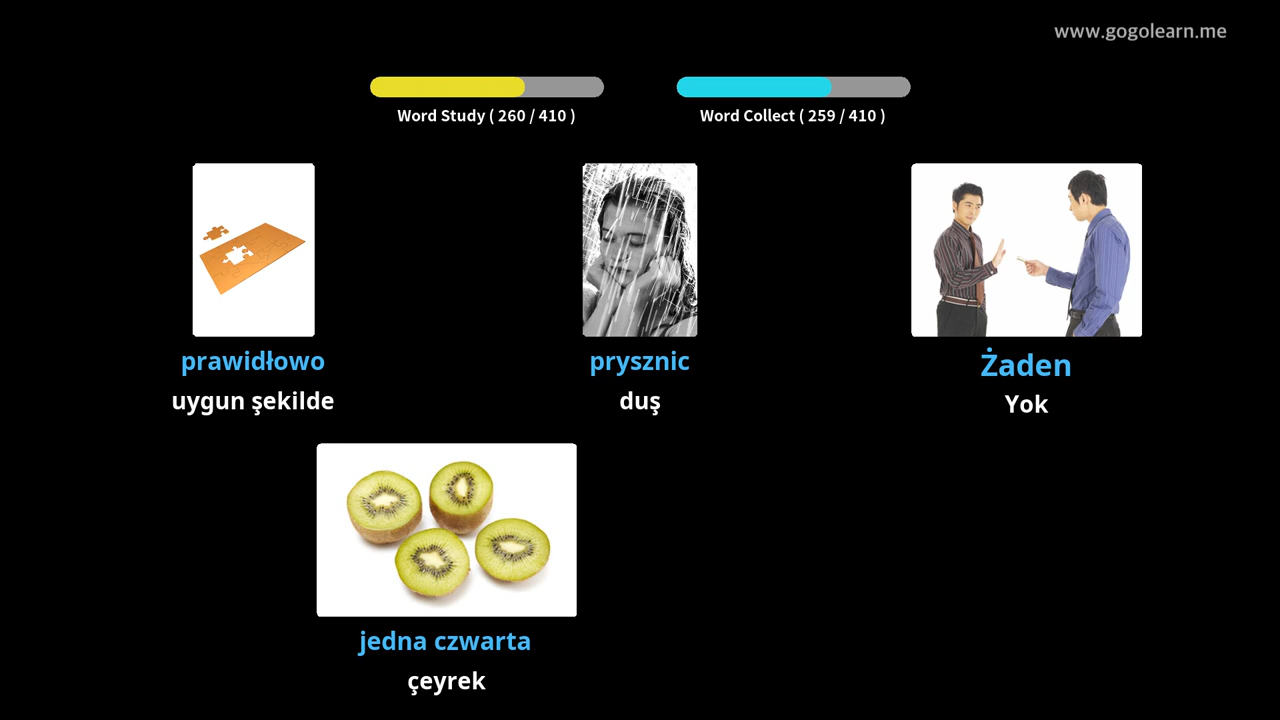 www.gogolearn.me
Word Study ( 260 / 410 )
Word Collect ( 259 / 410 )
prawidłowo
uygun şekilde
prysznic
duş
Żaden
Yok
jedna czwarta
çeyrek